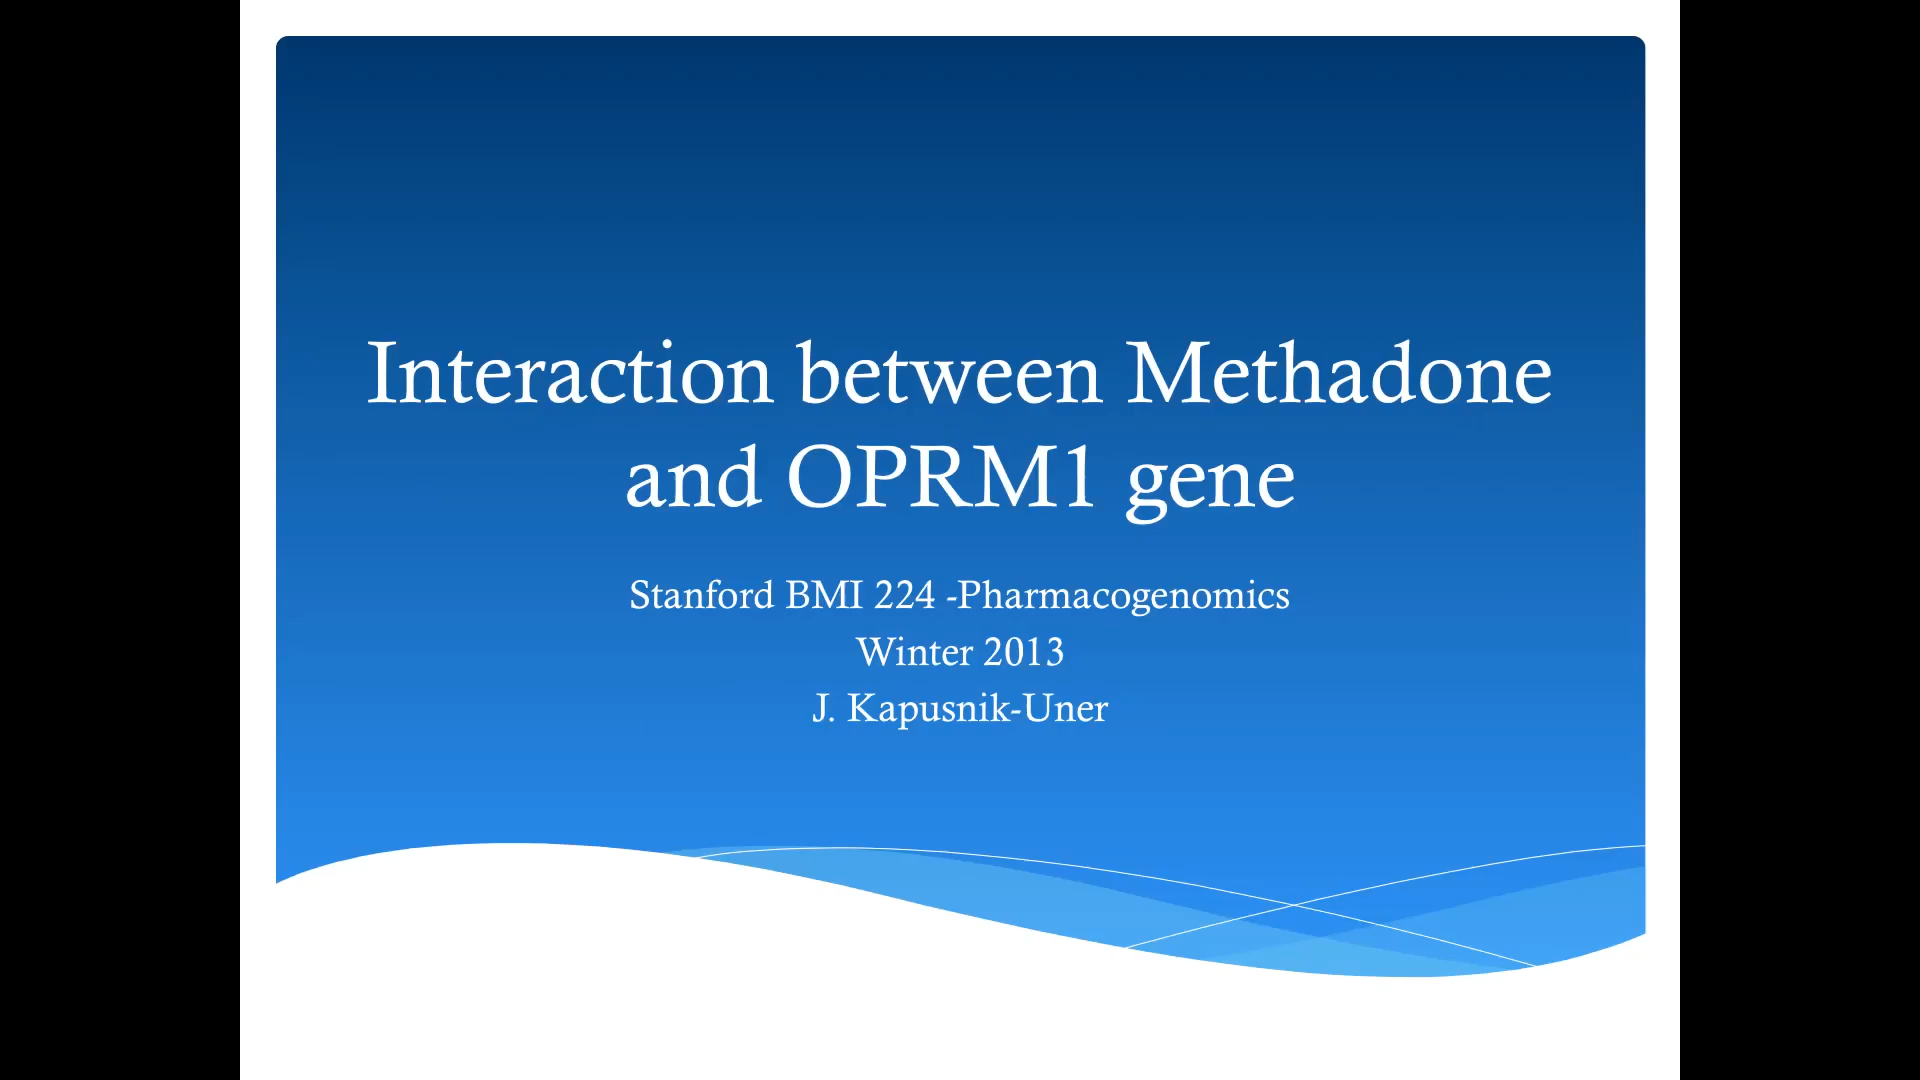 Interaction between Methadone
and OPRM1 gene
Stanford BMI 224 -Pharmacogenomics
Winter 2013
J. Kapusnik-Uner